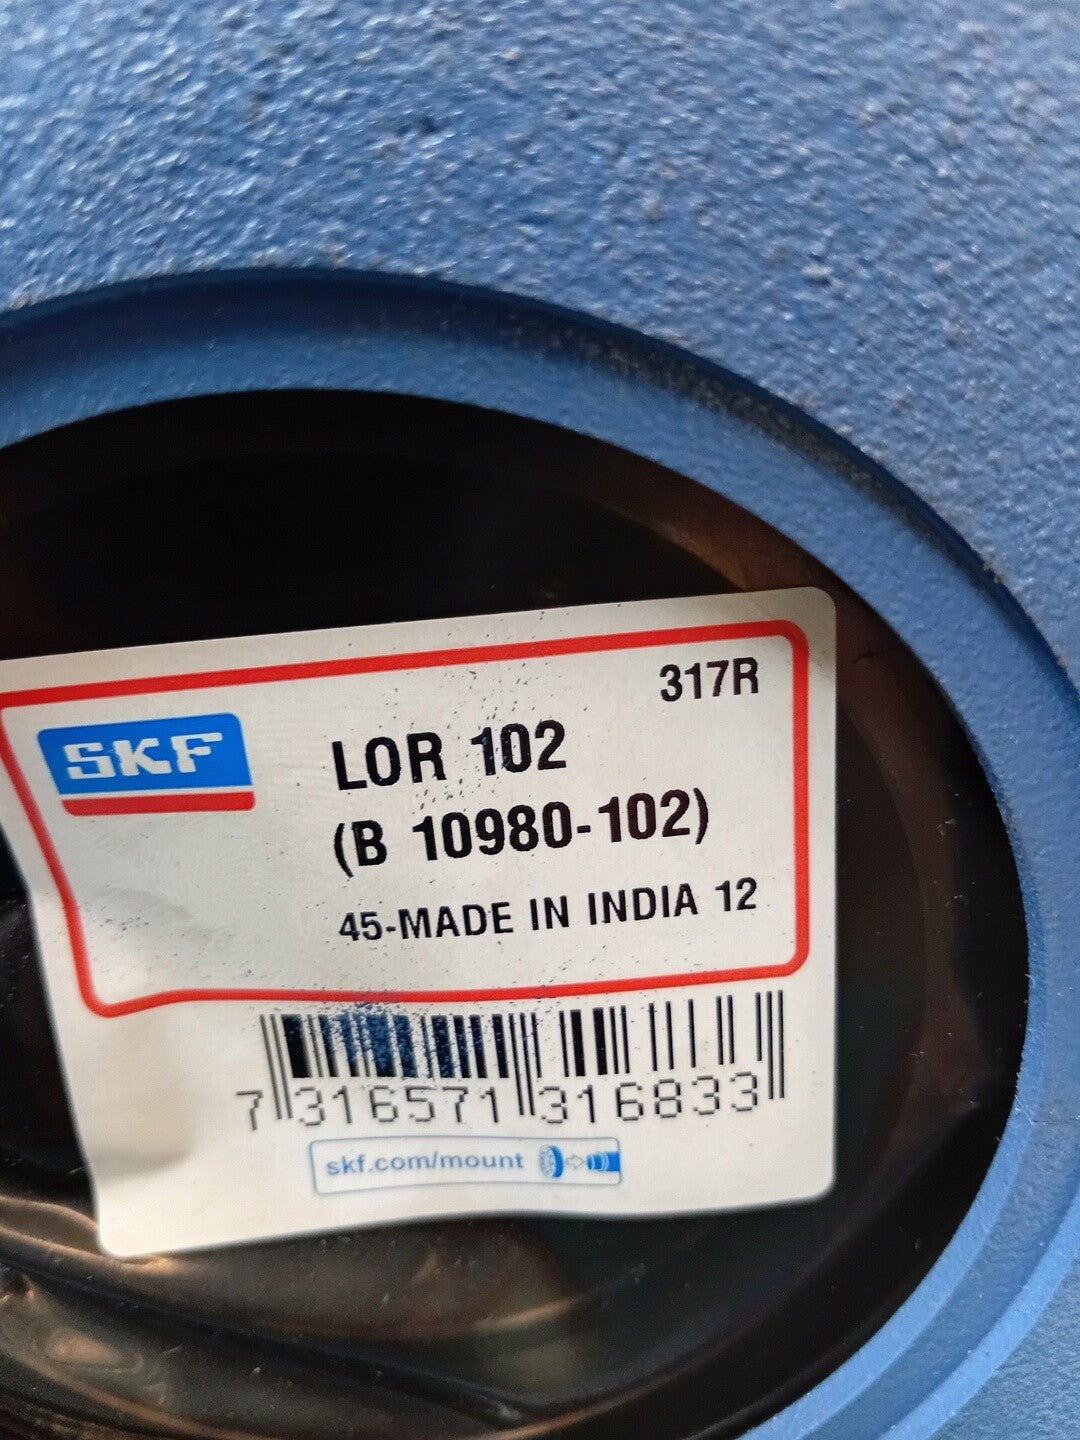 317R
SKF
LOR 102
(B 10980-102)
45-MADE IN INDIA 12
7 316571 316833
skf.com/mount